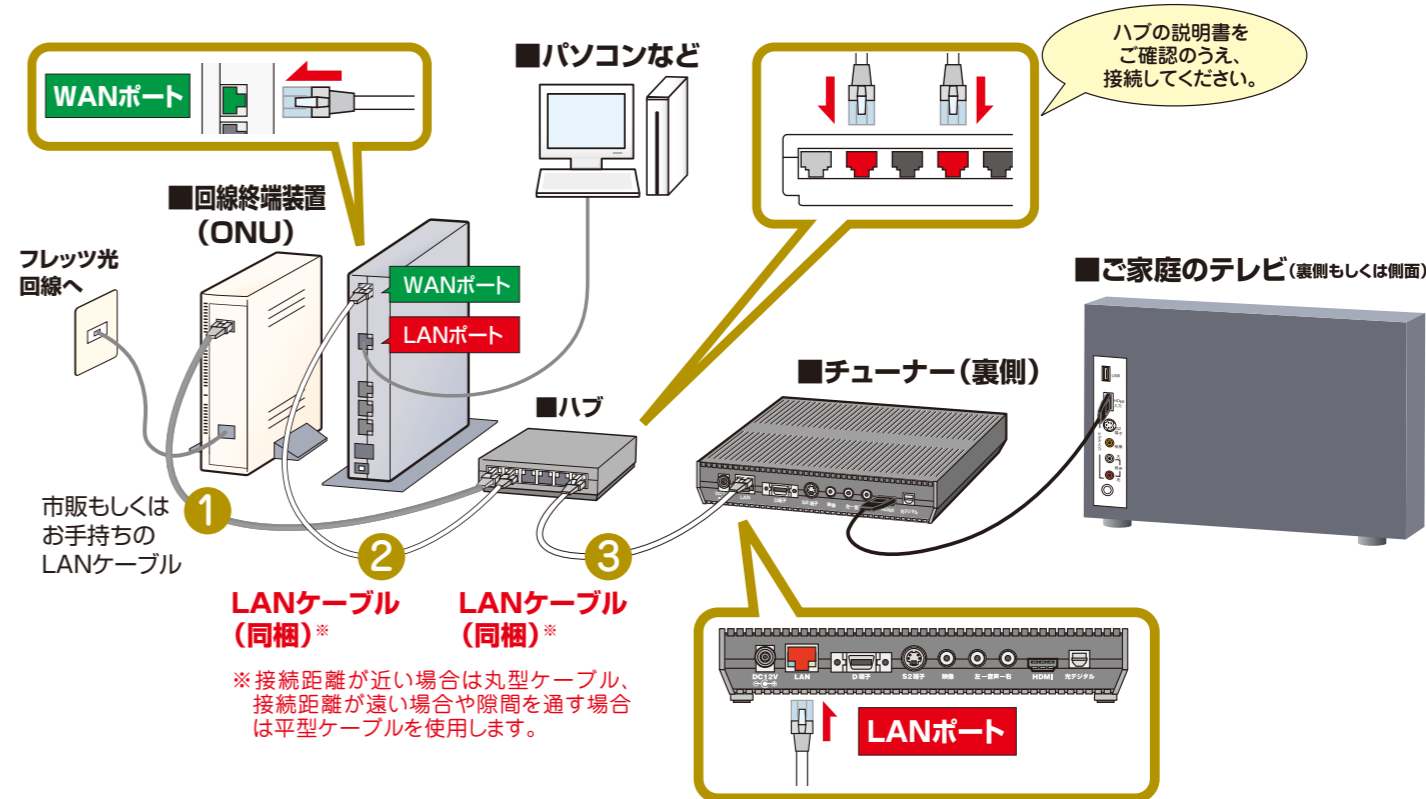 WANポート
■パソコンなど
ハブの説明書を
ご確認のうえ、
接続してください。
■回線終端装置
(ONU)
フレッツ光
回線へ
WANポート
LANポート
■ご家庭のテレビ(裏側もしくは側面)
■チューナー(裏側)
■ハブ
市販もしくは
お手持ちの
LANケーブル
1
2
LANケーブル
(同梱)※
3
LANケーブル
(同梱)※
※接続距離が近い場合は丸型ケーブル、
接続距離が遠い場合や隙間を通す場合
は平型ケーブルを使用します。
DC12V LAN D端子 S2端子 映像 左ー音声ー右 HDMI 光デジタル
LANポート